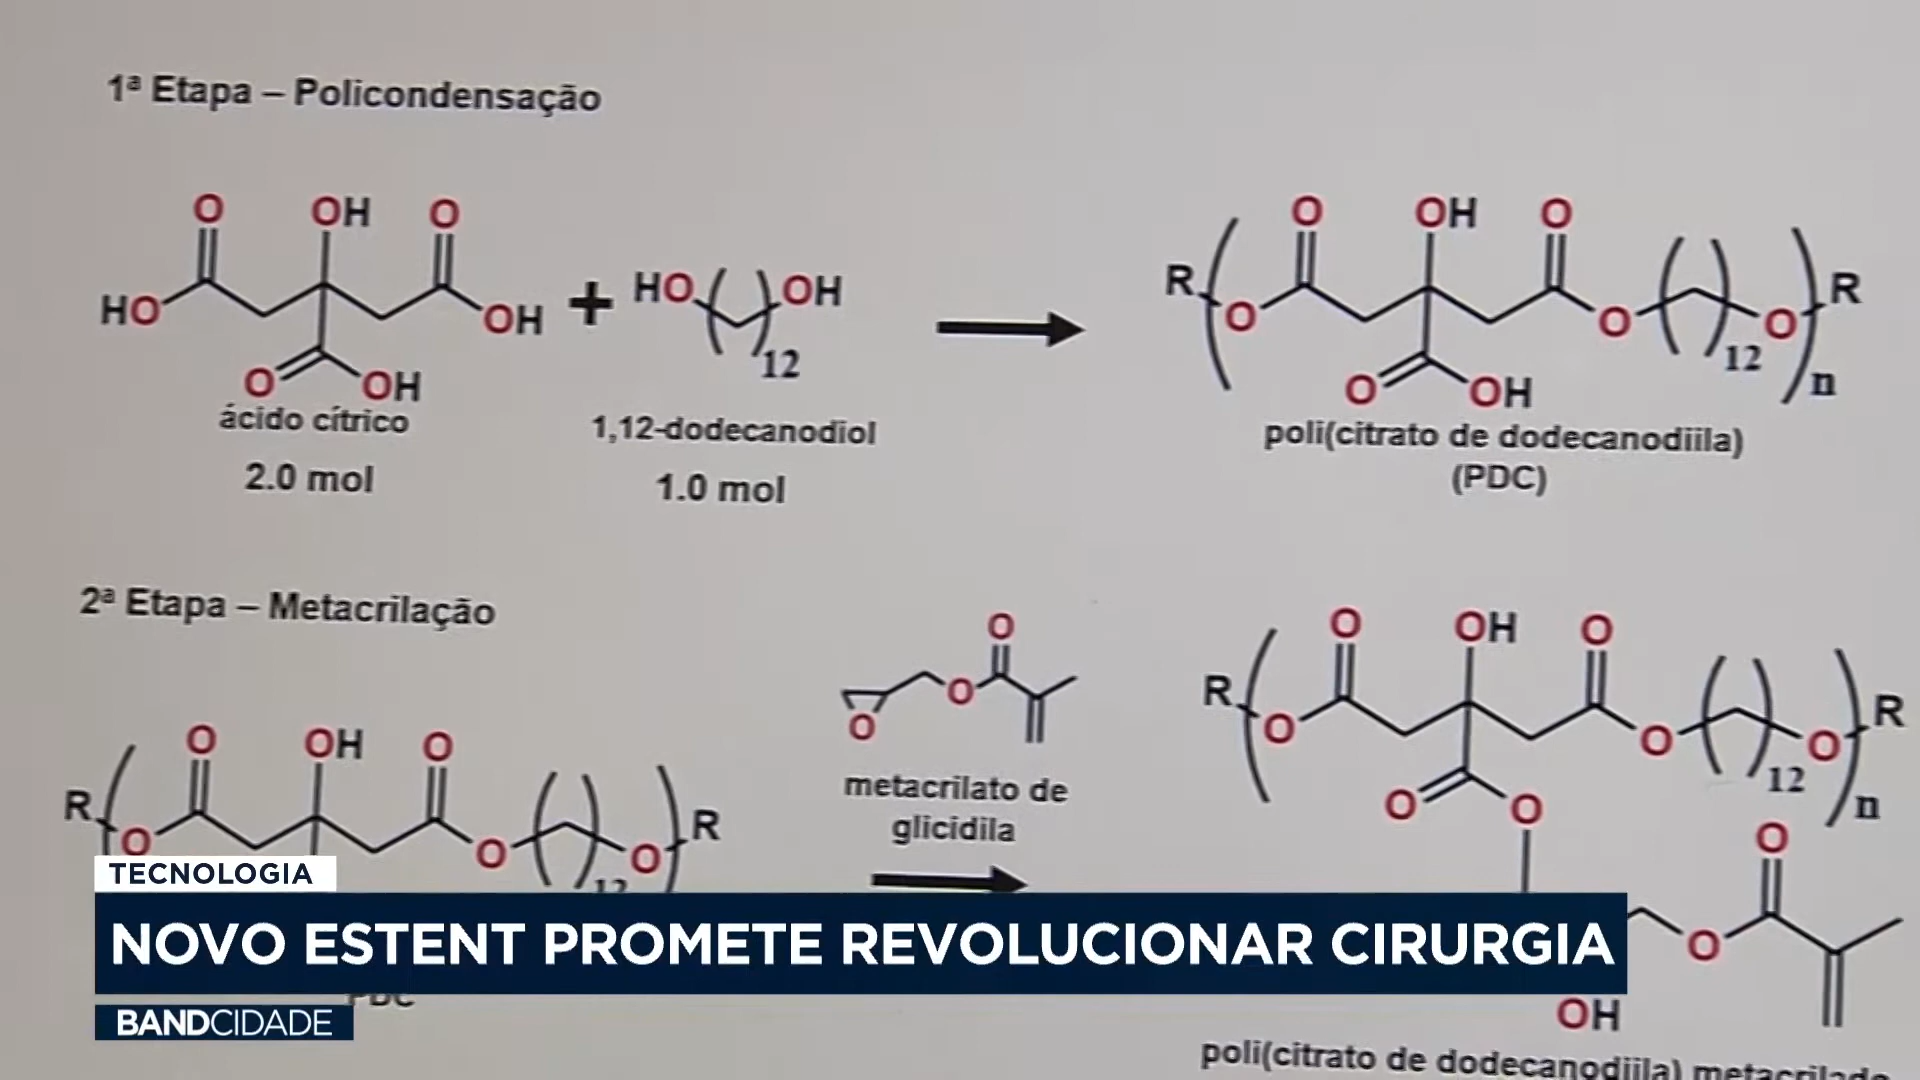 1ª Etapa – Policondensação
O OH O
HO OH
O OH
+
HO OH
12
R O O OH O O O R
O OH
12
n
ácido cítrico
1,12-dodecanodiol
poli(citrato de dodecanodiila)
(PDC)
2.0 mol
1.0 mol
2ª Etapa – Metacrilação
O OH O
R O O O R
12
PDC
O
O
O
metacrilato de
glicidila
O OH O
R O O O R
12
n
O O
O
O
OH
poli(citrato de dodecanodiila) metacrilado
TECNOLOGIA
NOVO ESTENT PROMETE REVOLUCIONAR CIRURGIA
BANDCIDADE